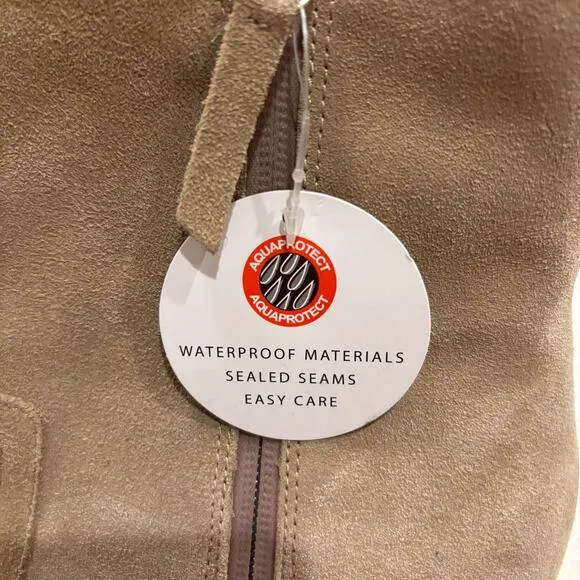 AQUAPROTECT
AQUAPROTECT
WATERPROOF MATERIALS
SEALED SEAMS
EASY CARE